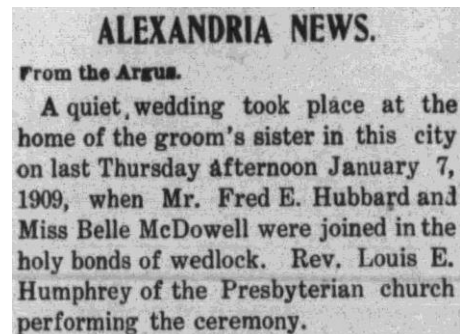 ALEXANDRIA NEWS.
From the Argus.
A quiet wedding took place at the
home of the groom's sister in this city
on last Thursday afternoon January 7,
1909, when Mr. Fred E. Hubbard and
Miss Belle McDowell were joined in the
holy bonds of wedlock. Rev. Louis E.
Humphrey of the Presbyterian church
performing the ceremony.